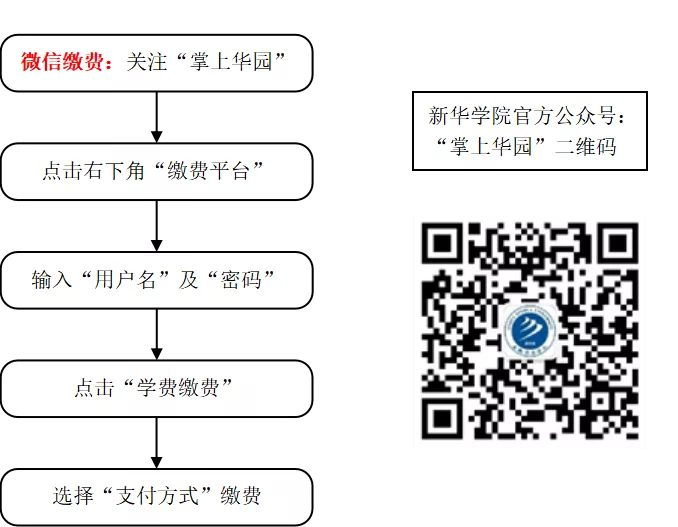 微信缴费：关注“掌上华园”
点击右下角“缴费平台”
输入“用户名”及“密码”
点击“学费缴费”
选择“支付方式”缴费
新华学院官方公众号：
“掌上华园”二维码